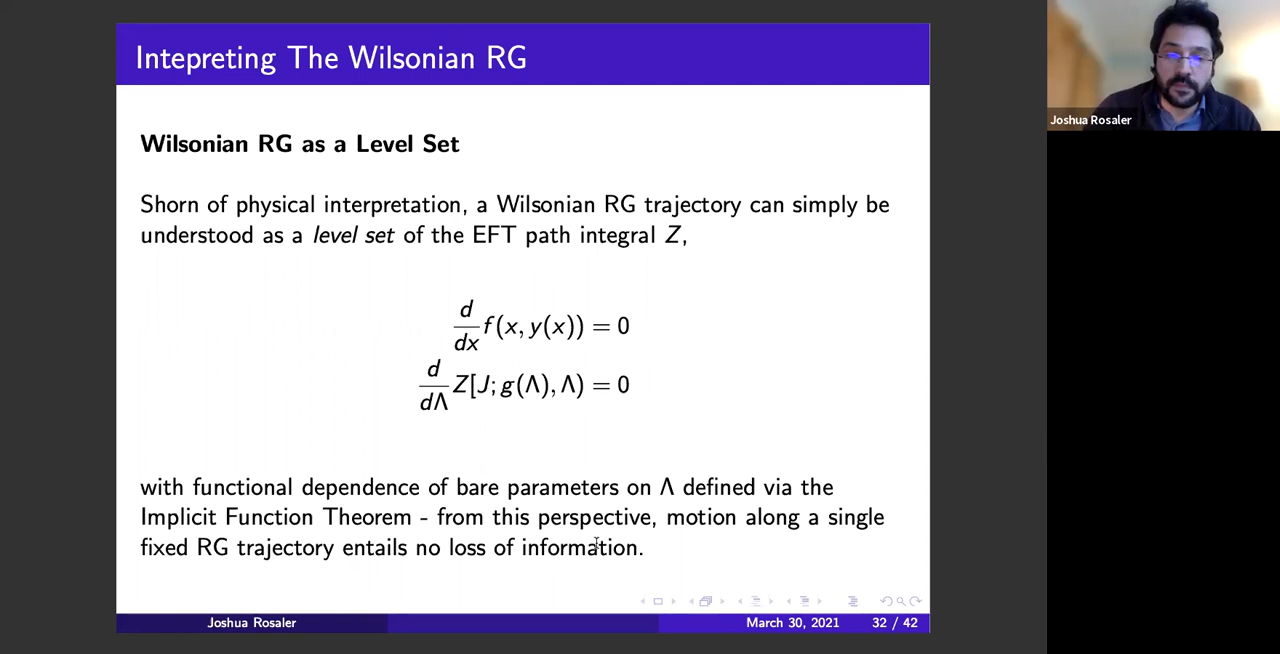 Intepreting The Wilsonian RG
Wilsonian RG as a Level Set
Shorn of physical interpretation, a Wilsonian RG trajectory can simply be
understood as a level set of the EFT path integral Z,
d/dx f(x, y(x)) = 0
d/dΛ Z[J; g(Λ), Λ) = 0
with functional dependence of bare parameters on Λ defined via the
Implicit Function Theorem - from this perspective, motion along a single
fixed RG trajectory entails no loss of information.
Joshua Rosaler March 30, 2021 32 / 42
Joshua Rosaler